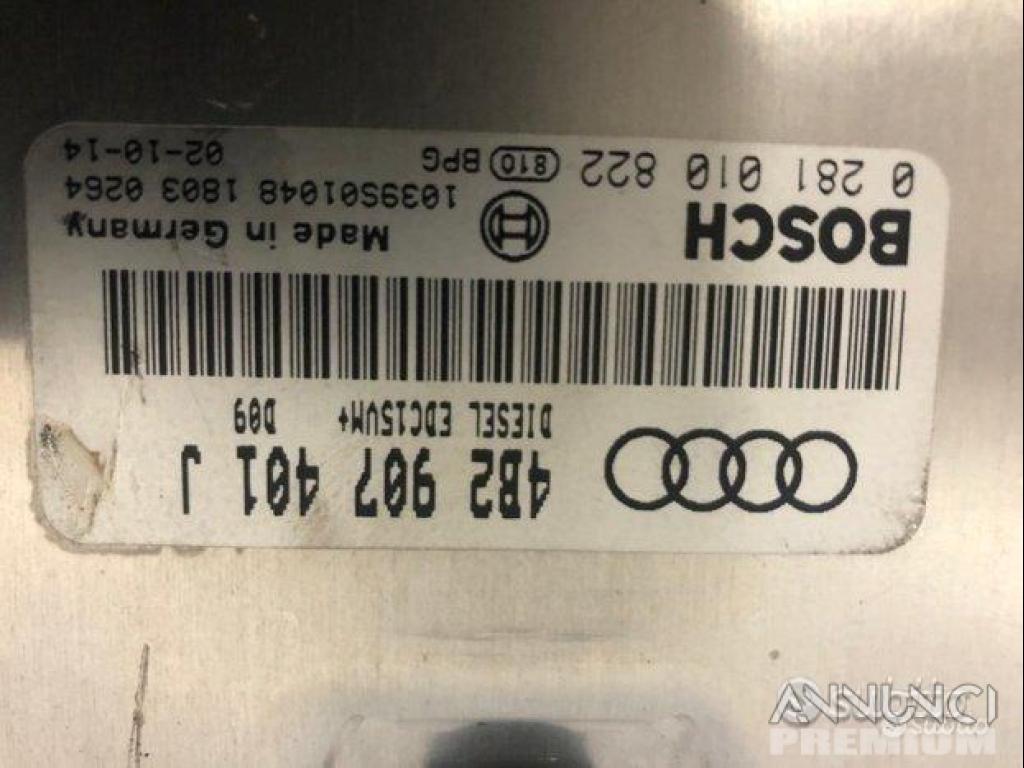 4B2 907 401 J
DIESEL EDC15VM+ D09
BOSCH Made in Germany
1039S01048 1803 0264
0 281 010 822 810 BPG 02-10-14
ANNUNCI
PREMIUM